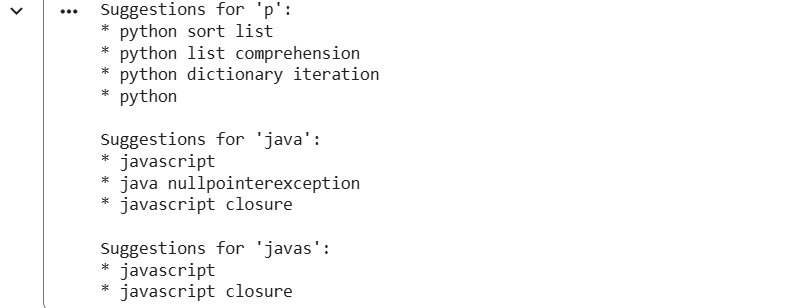 Suggestions for 'p':
* python sort list
* python list comprehension
* python dictionary iteration
* python
Suggestions for 'java':
* javascript
* java nullpointerexception
* javascript closure
Suggestions for 'javas':
* javascript
* javascript closure